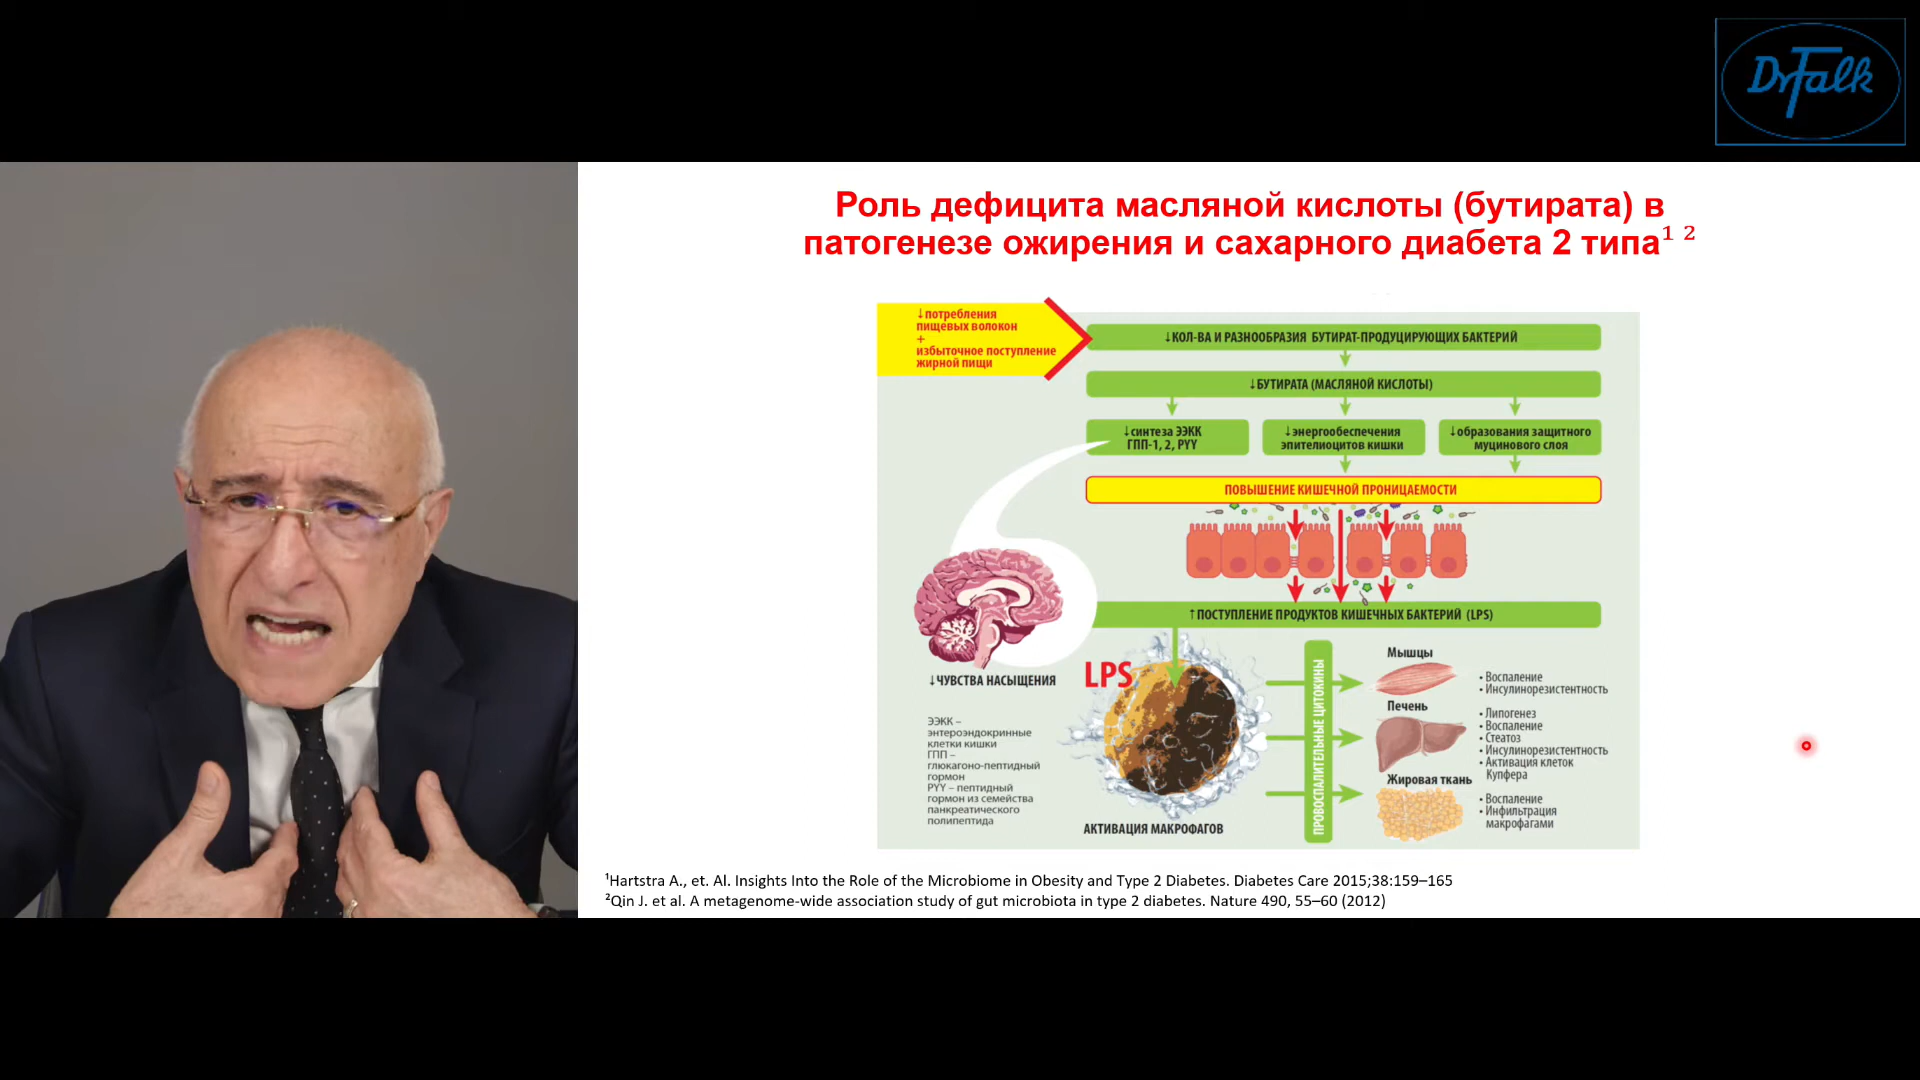 Dr Falk
Роль дефицита масляной кислоты (бутирата) в
патогенезе ожирения и сахарного диабета 2 типа¹ ²
↓потребления
пищевых волокон
+
избыточное поступление
жирной пищи
↓КОЛ-ВА И РАЗНООБРАЗИЯ БУТИРАТ-ПРОДУЦИРУЮЩИХ БАКТЕРИЙ
↓БУТИРАТА (МАСЛЯНОЙ КИСЛОТЫ)
↓синтеза ЭЭКК
ГПП-1, 2, PYY
↓энергообеспечения
эпителиоцитов кишки
↓образования защитного
муцинового слоя
ПОВЫШЕНИЕ КИШЕЧНОЙ ПРОНИЦАЕМОСТИ
↑ПОСТУПЛЕНИЕ ПРОДУКТОВ КИШЕЧНЫХ БАКТЕРИЙ (LPS)
↓ЧУВСТВА НАСЫЩЕНИЯ
ЭЭКК –
энтероэндокринные
клетки кишки
ГПП –
глюкагоно-пептидный
гормон
PYY – пептидный
гормон из семейства
панкреатического
полипептида
LPS
АКТИВАЦИЯ МАКРОФАГОВ
ПРОВОСПАЛИТЕЛЬНЫЕ ЦИТОКИНЫ
Мышцы
• Воспаление
• Инсулинорезистентность
Печень
• Липогенез
• Воспаление
• Стеатоз
• Инсулинорезистентность
• Активация клеток
Купфера
Жировая ткань
• Воспаление
• Инфильтрация
макрофагами
¹Hartstra A., et. Al. Insights Into the Role of the Microbiome in Obesity and Type 2 Diabetes. Diabetes Care 2015;38:159–165
²Qin J. et al. A metagenome-wide association study of gut microbiota in type 2 diabetes. Nature 490, 55–60 (2012)